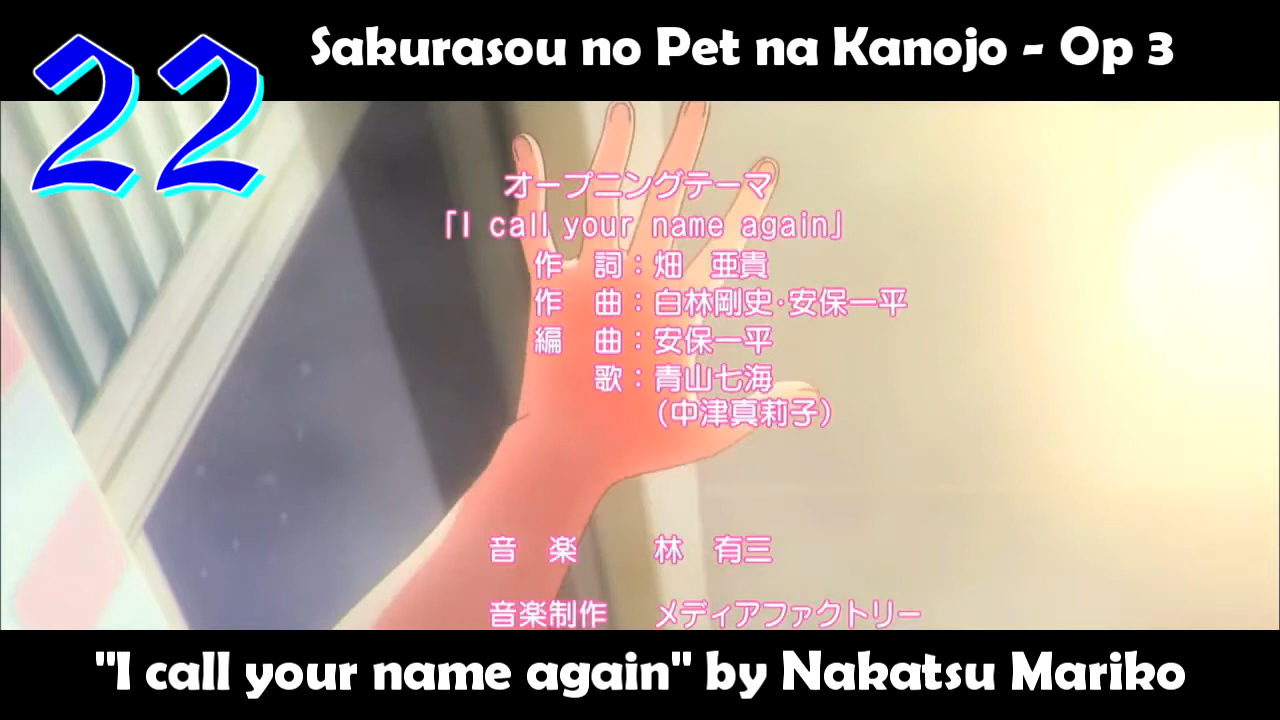 22
Sakurasou no Pet na Kanojo - Op 3
オープニングテーマ
「I call your name again」
作　詞：畑　亜貴
作　曲：白林剛史・安保一平
編　曲：安保一平
歌：青山七海
(中津真莉子)
音　楽　　林　有三
音楽制作　メディアファクトリー
"I call your name again" by Nakatsu Mariko